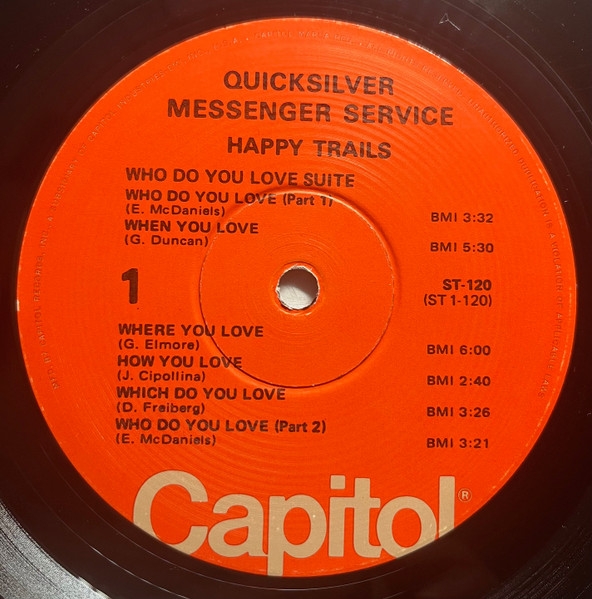 QUICKSILVER
MESSENGER SERVICE
HAPPY TRAILS
WHO DO YOU LOVE SUITE
WHO DO YOU LOVE (Part 1)
(E. McDaniels) BMI 3:32
WHEN YOU LOVE
(G. Duncan) BMI 5:30
1 ST-120
(ST 1-120)
WHERE YOU LOVE
(G. Elmore) BMI 6:00
HOW YOU LOVE
(J. Cipollina) BMI 2:40
WHICH DO YOU LOVE
(D. Freiberg) BMI 3:26
WHO DO YOU LOVE (Part 2)
(E. McDaniels) BMI 3:21
Capitol®